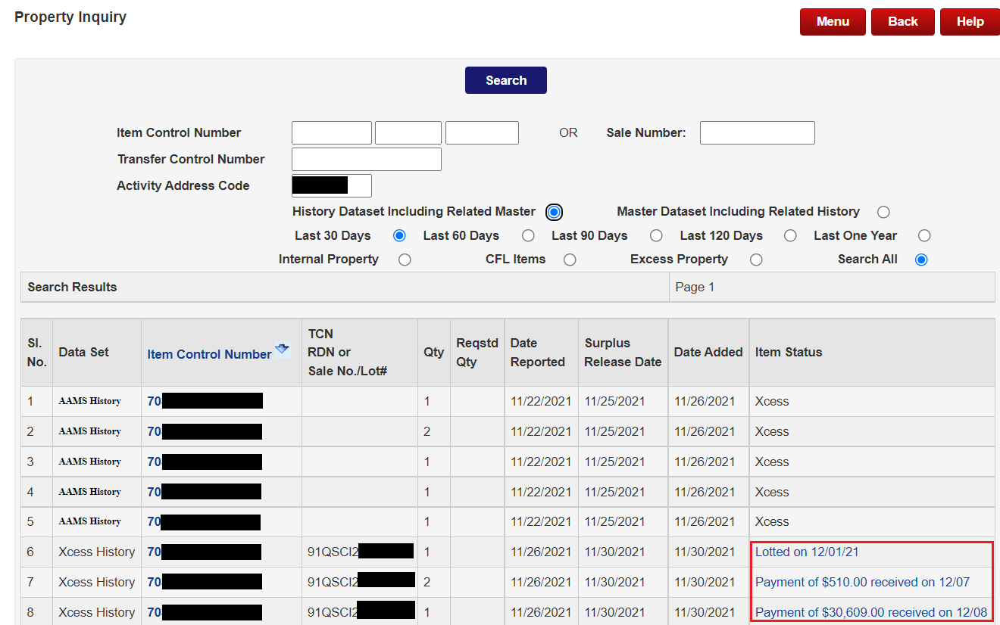 Property Inquiry
Menu Back Help
Search
Item Control Number OR Sale Number:
Transfer Control Number
Activity Address Code
History Dataset Including Related Master Master Dataset Including Related History
Last 30 Days Last 60 Days Last 90 Days Last 120 Days Last One Year
Internal Property CFL Items Excess Property Search All
Search Results Page 1
Sl. No. Data Set Item Control Number TCN RDN or Sale No./Lot# Qty Reqstd Qty Date Reported Surplus Release Date Date Added Item Status
1 AAMS History 70 1 11/22/2021 11/25/2021 11/26/2021 Xcess
2 AAMS History 70 2 11/22/2021 11/25/2021 11/26/2021 Xcess
3 AAMS History 70 1 11/22/2021 11/25/2021 11/26/2021 Xcess
4 AAMS History 70 1 11/22/2021 11/25/2021 11/26/2021 Xcess
5 AAMS History 70 1 11/22/2021 11/25/2021 11/26/2021 Xcess
6 Xcess History 70 91QSCI2 1 11/26/2021 11/30/2021 11/30/2021 Lotted on 12/01/21
7 Xcess History 70 91QSCI2 2 11/26/2021 11/30/2021 11/30/2021 Payment of $510.00 received on 12/07
8 Xcess History 70 91QSCI2 1 11/26/2021 11/30/2021 11/30/2021 Payment of $30,609.00 received on 12/08